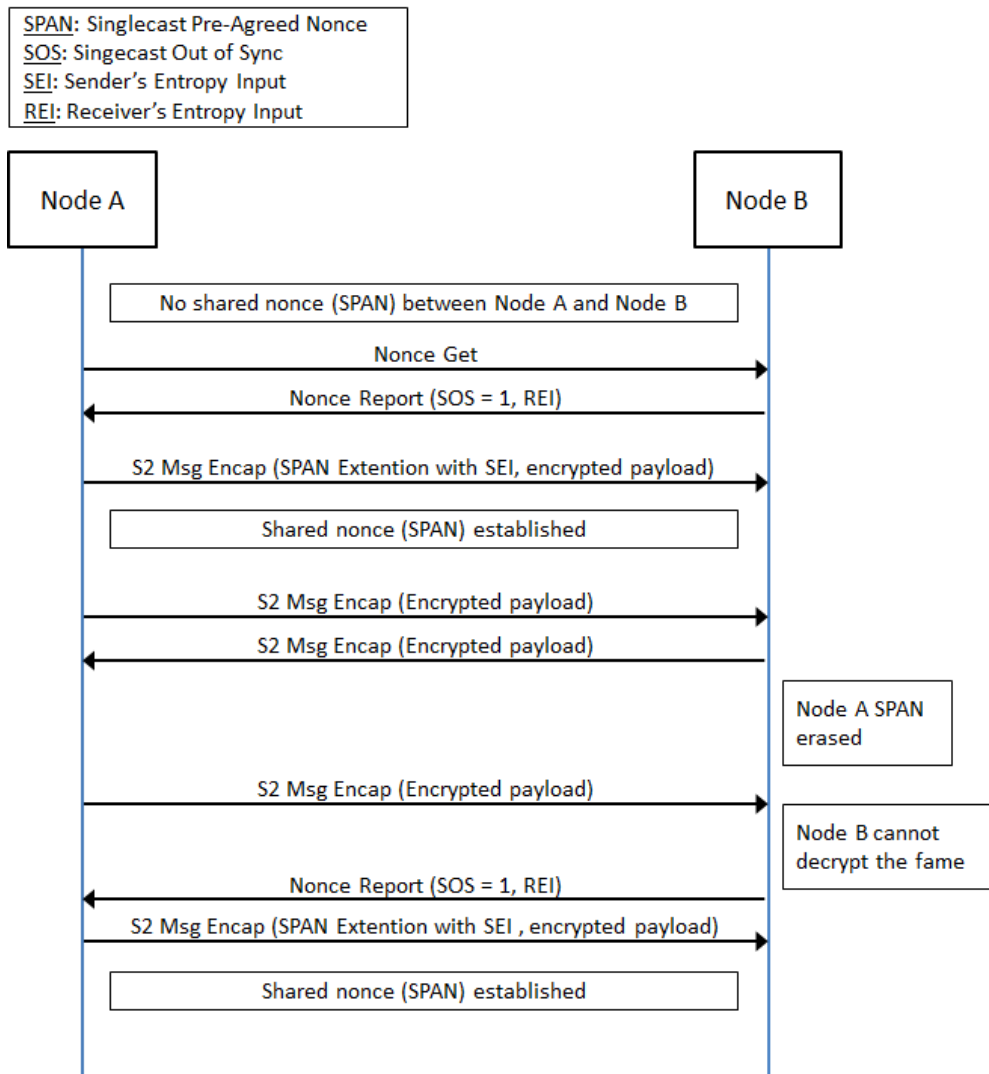 SPAN: Singlecast Pre-Agreed Nonce
SOS: Singecast Out of Sync
SEI: Sender's Entropy Input
REI: Receiver's Entropy Input
Node A
Node B
No shared nonce (SPAN) between Node A and Node B
Nonce Get
Nonce Report (SOS = 1, REI)
S2 Msg Encap (SPAN Extention with SEI, encrypted payload)
Shared nonce (SPAN) established
S2 Msg Encap (Encrypted payload)
S2 Msg Encap (Encrypted payload)
Node A SPAN
erased
S2 Msg Encap (Encrypted payload)
Node B cannot
decrypt the fame
Nonce Report (SOS = 1, REI)
S2 Msg Encap (SPAN Extention with SEI , encrypted payload)
Shared nonce (SPAN) established